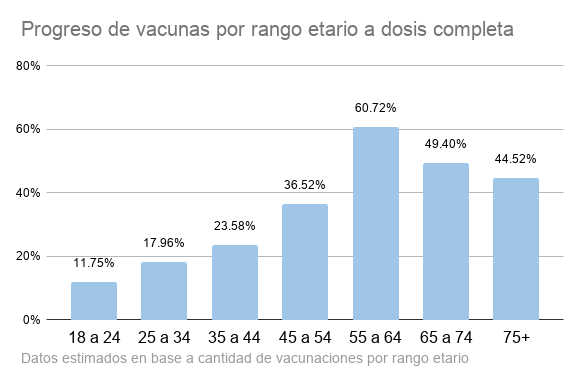 Progreso de vacunas por rango etario a dosis completa
80%
60%
40%
20%
0%
11.75%
17.96%
23.58%
36.52%
60.72%
49.40%
44.52%
18 a 24
25 a 34
35 a 44
45 a 54
55 a 64
65 a 74
75+
Datos estimados en base a cantidad de vacunaciones por rango etario